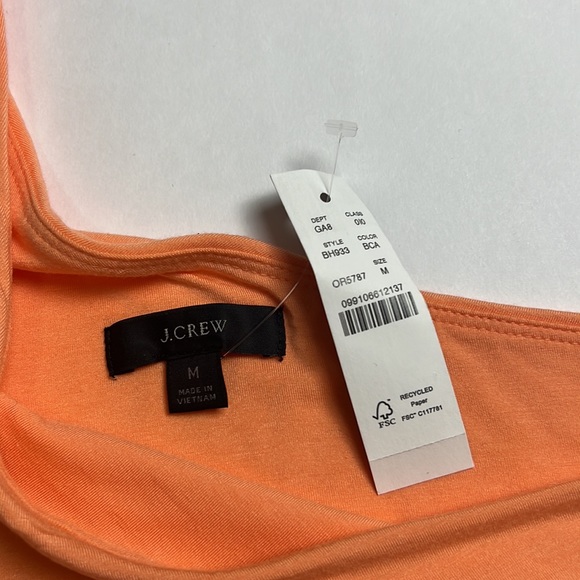 DEPT CLASS
GA8 010
STYLE COLOR
BH933 BCA
SIZE
OR5787 M
099106612137
RECYCLED
Paper
FSC
FSC™ C117781
J.CREW
M
MADE IN
VIETNAM